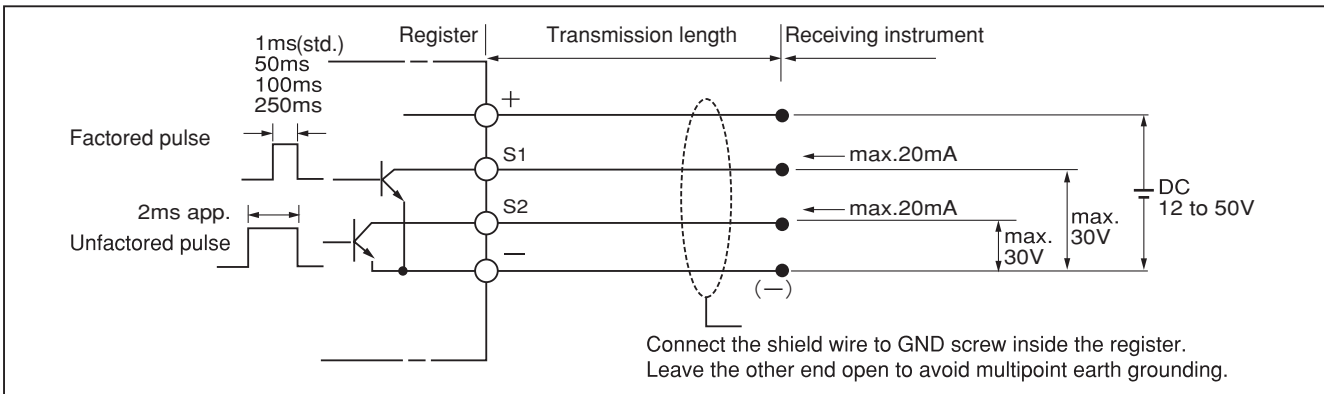 Register
Transmission length
Receiving instrument
1ms(std.)
50ms
100ms
250ms
Factored pulse
2ms app.
Unfactored pulse
+
S1
S2
—
(—)
max.20mA
max.20mA
max.
30V
max.
30V
DC
12 to 50V
Connect the shield wire to GND screw inside the register.
Leave the other end open to avoid multipoint earth grounding.